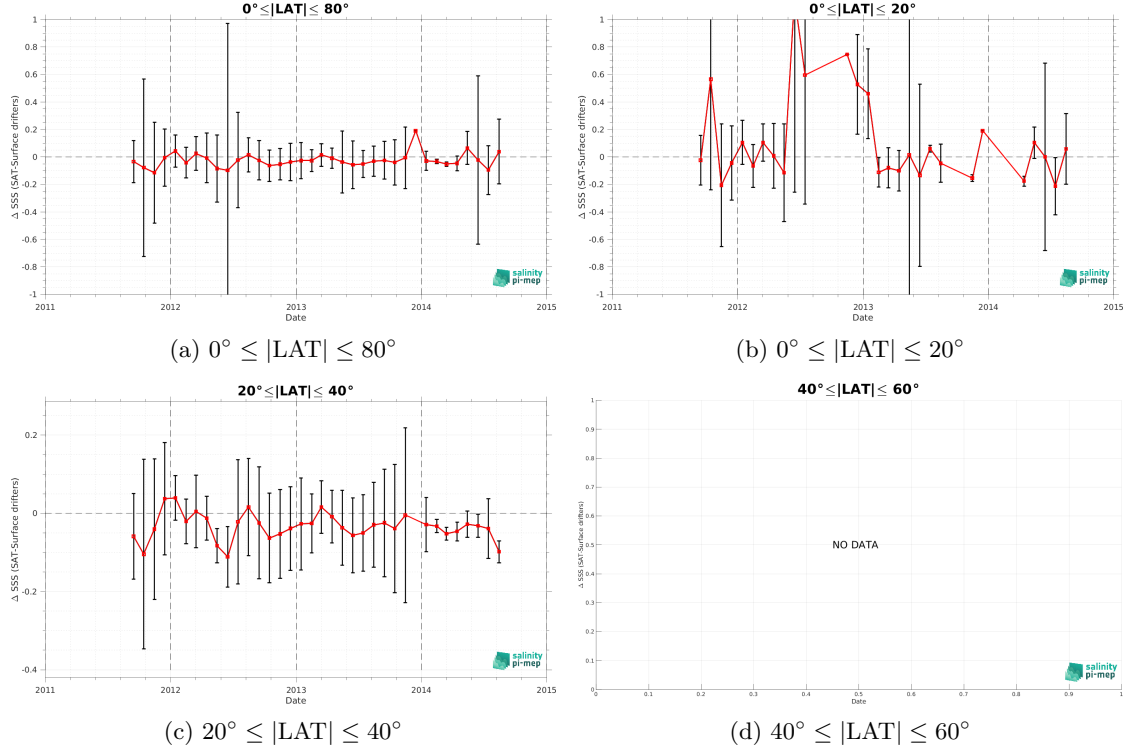 0°≤|LAT|≤ 80°
1
0.8
0.6
0.4
0.2
0
-0.2
-0.4
-0.6
-0.8
-1
Δ SSS (SAT-Surface drifters)
2011
2012
2013
2014
2015
Date
salinity
pi-mep
(a) 0° ≤ |LAT| ≤ 80°
0°≤|LAT|≤ 20°
1
0.8
0.6
0.4
0.2
0
-0.2
-0.4
-0.6
-0.8
-1
Δ SSS (SAT-Surface drifters)
2011
2012
2013
2014
2015
Date
salinity
pi-mep
(b) 0° ≤ |LAT| ≤ 20°
20°≤|LAT|≤ 40°
0.2
0
-0.2
-0.4
Δ SSS (SAT-Surface drifters)
2011
2012
2013
2014
2015
Date
salinity
pi-mep
(c) 20° ≤ |LAT| ≤ 40°
40°≤|LAT|≤ 60°
1
0.9
0.8
0.7
0.6
0.5
0.4
0.3
0.2
0.1
0
Δ SSS (SAT-Surface drifters)
NO DATA
0
0.1
0.2
0.3
0.4
0.5
0.6
0.7
0.8
0.9
1
Date
salinity
pi-mep
(d) 40° ≤ |LAT| ≤ 60°